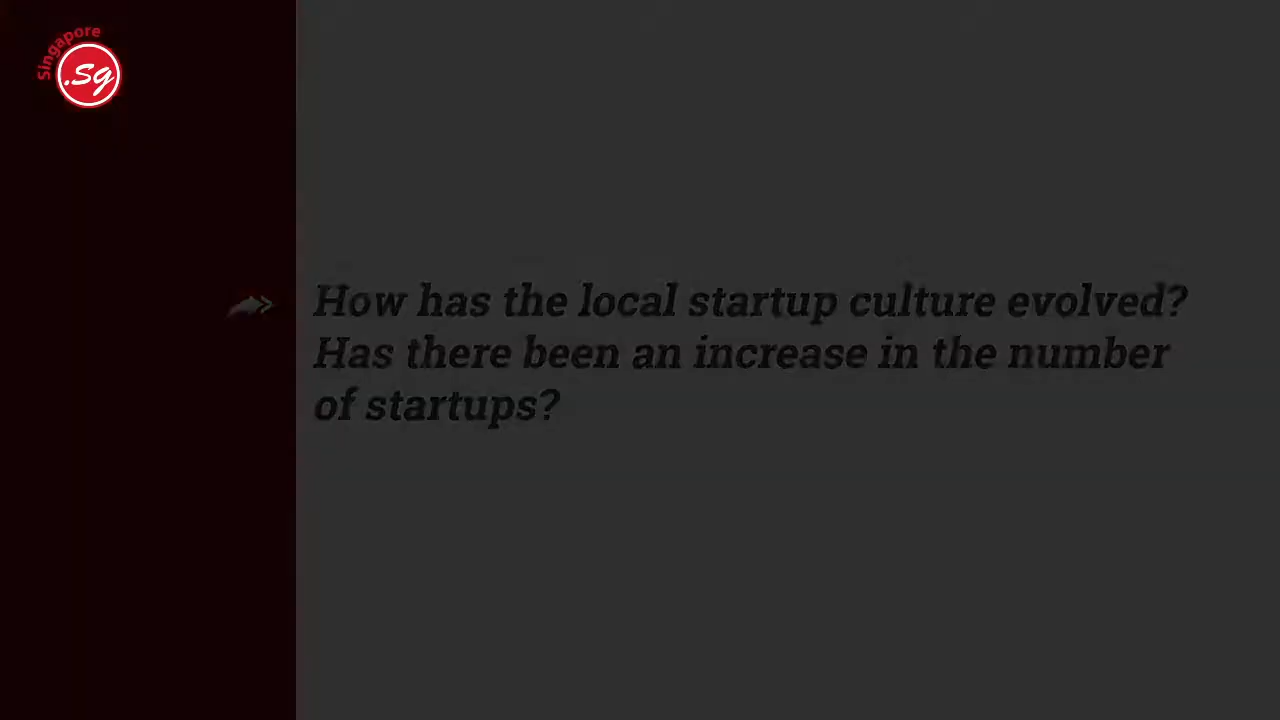 Singapore
.Sg
How has the local startup culture evolved?
Has there been an increase in the number
of startups?